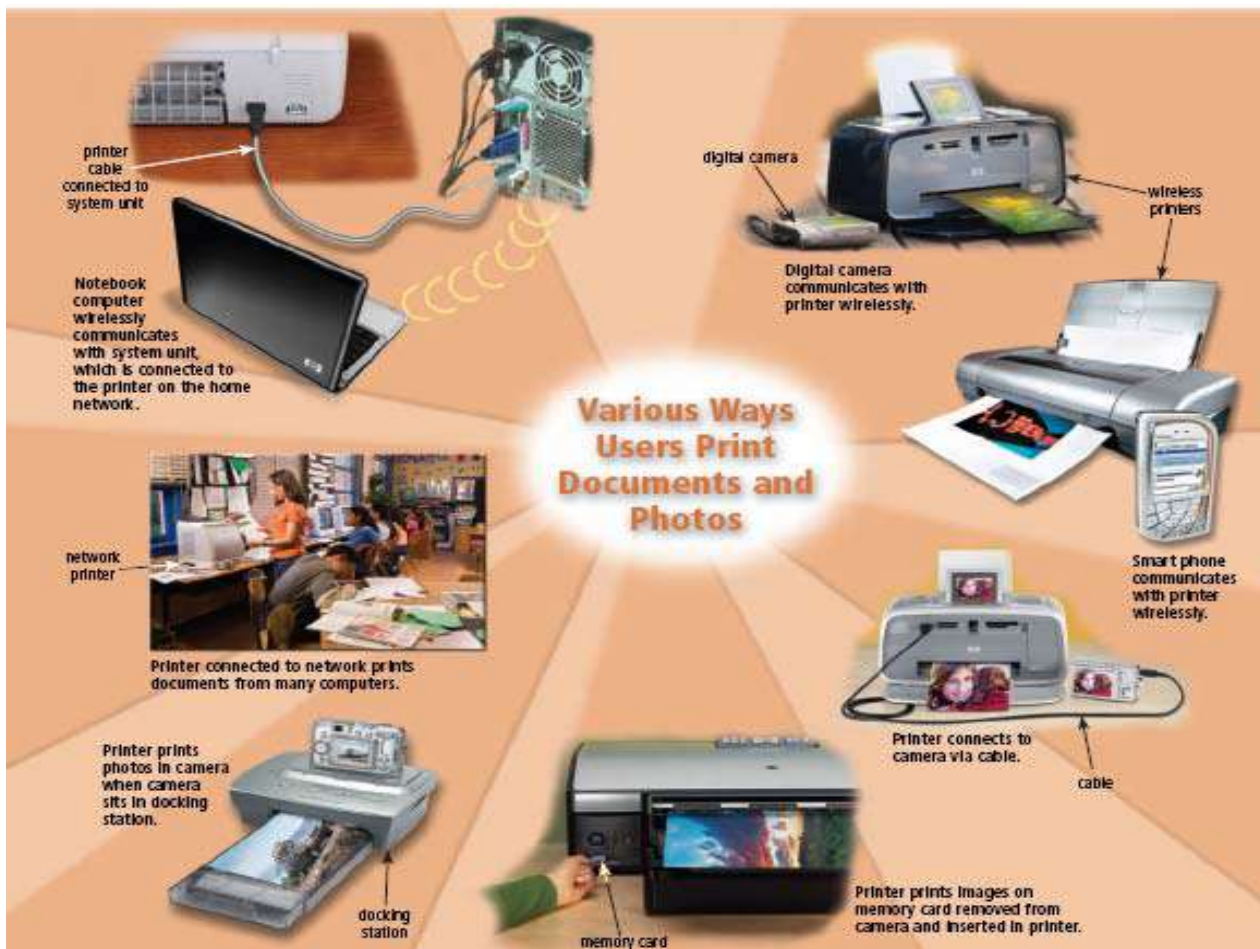 printer
cable
connected to
system unit
Notebook
computer
wirelessly
communicates
with system unit,
which is connected to
the printer on the home
network.
digital camera
wireless
printers
Digital camera
communicates with
printer wirelessly.
Various Ways
Users Print
Documents and
Photos
network
printer
Printer connected to network prints
documents from many computers.
Smart phone
communicates
with printer
wirelessly.
Printer connects to
camera via cable.
cable
Printer prints
photos in camera
when camera
sits in docking
station.
docking
station
memory card
Printer prints images on
memory card removed from
camera and inserted in printer.